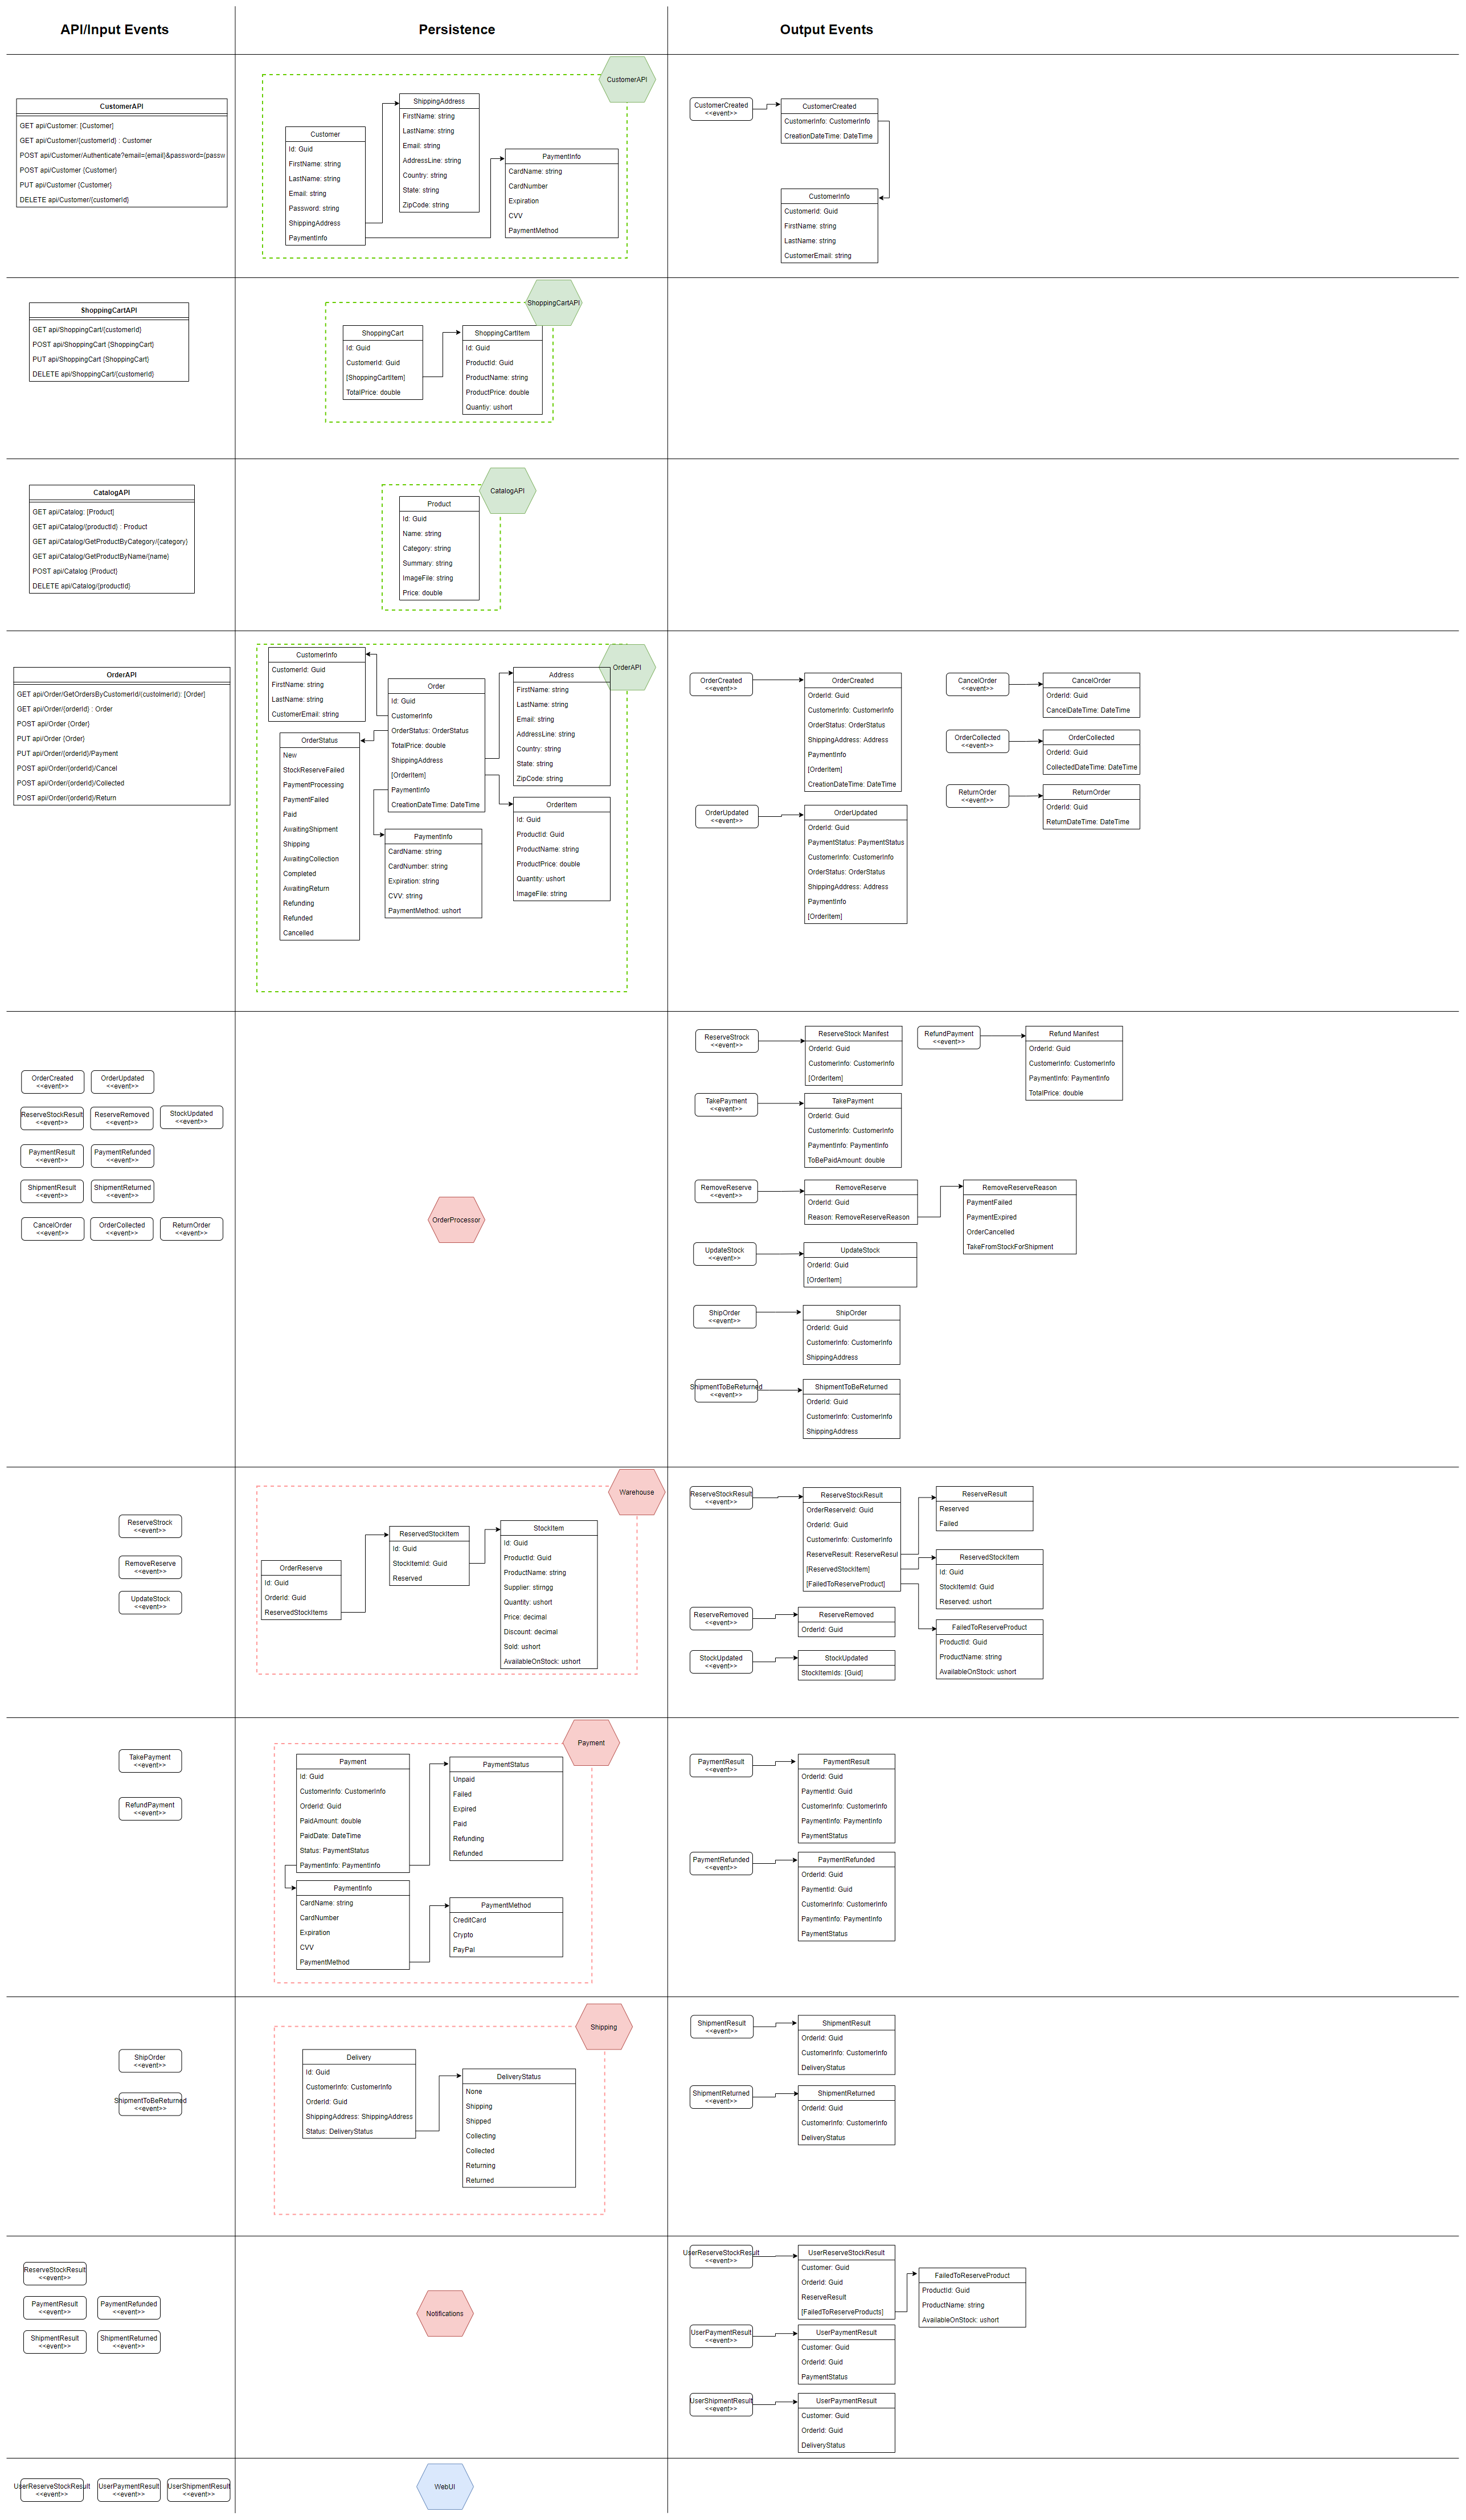 API/Input Events
Persistence
Output Events
CustomerAPI
GET api/Customer: [Customer]
GET api/Customer/{customerId} : Customer
POST api/Customer/Authenticate?email={email}&password={passw
POST api/Customer {Customer}
PUT api/Customer {Customer}
DELETE api/Customer/{customerId}
CustomerAPI
Customer
Id: Guid
FirstName: string
LastName: string
Email: string
Password: string
ShippingAddress
PaymentInfo
ShippingAddress
FirstName: string
LastName: string
Email: string
AddressLine: string
Country: string
State: string
ZipCode: string
PaymentInfo
CardName: string
CardNumber
Expiration
CVV
PaymentMethod
CustomerCreated
<<event>>
CustomerCreated
CustomerInfo: CustomerInfo
CreationDateTime: DateTime
CustomerInfo
CustomerId: Guid
FirstName: string
LastName: string
CustomerEmail: string
ShoppingCartAPI
GET api/ShoppingCart/{customerId}
POST api/ShoppingCart {ShoppingCart}
PUT api/ShoppingCart {ShoppingCart}
DELETE api/ShoppingCart/{customerId}
ShoppingCartAPI
ShoppingCart
Id: Guid
CustomerId: Guid
[ShoppingCartItem]
TotalPrice: double
ShoppingCartItem
Id: Guid
ProductId: Guid
ProductName: string
ProductPrice: double
Quantiy: ushort
CatalogAPI
GET api/Catalog: [Product]
GET api/Catalog/{productId} : Product
GET api/Catalog/GetProductByCategory/{category}
GET api/Catalog/GetProductByName/{name}
POST api/Catalog {Product}
DELETE api/Catalog/{productId}
CatalogAPI
Product
Id: Guid
Name: string
Category: string
Summary: string
ImageFile: string
Price: double
OrderAPI
GET api/Order/GetOrdersByCustomerId/(custolmerId): [Order]
GET api/Order/{orderId} : Order
POST api/Order {Order}
PUT api/Order {Order}
PUT api/Order/{orderId}/Payment
POST api/Order/{orderId}/Cancel
POST api/Order/{orderId}/Collected
POST api/Order/{orderId}/Return
OrderAPI
CustomerInfo
CustomerId: Guid
FirstName: string
LastName: string
CustomerEmail: string
OrderStatus
New
StockReserveFailed
PaymentProcessing
PaymentFailed
Paid
AwaitingShipment
Shipping
AwaitingCollection
Completed
AwaitingReturn
Refunding
Refunded
Cancelled
Order
Id: Guid
CustomerInfo
OrderStatus: OrderStatus
TotalPrice: double
ShippingAddress
[OrderItem]
PaymentInfo
CreationDateTime: DateTime
PaymentInfo
CardName: string
CardNumber: string
Expiration: string
CVV: string
PaymentMethod: ushort
Address
FirstName: string
LastName: string
Email: string
AddressLine: string
Country: string
State: string
ZipCode: string
OrderItem
Id: Guid
ProductId: Guid
ProductName: string
ProductPrice: double
Quantity: ushort
ImageFile: string
OrderCreated
<<event>>
OrderCreated
OrderId: Guid
CustomerInfo: CustomerInfo
OrderStatus: OrderStatus
ShippingAddress: Address
PaymentInfo
[OrderItem]
CreationDateTime: DateTime
OrderUpdated
<<event>>
OrderUpdated
OrderId: Guid
PaymentStatus: PaymentStatus
CustomerInfo: CustomerInfo
OrderStatus: OrderStatus
ShippingAddress: Address
PaymentInfo
[OrderItem]
CancelOrder
<<event>>
CancelOrder
OrderId: Guid
CancelDateTime: DateTime
OrderCollected
<<event>>
OrderCollected
OrderId: Guid
CollectedDateTime: DateTime
ReturnOrder
<<event>>
ReturnOrder
OrderId: Guid
ReturnDateTime: DateTime
OrderCreated
<<event>>
OrderUpdated
<<event>>
ReserveStockResult
<<event>>
ReserveRemoved
<<event>>
StockUpdated
<<event>>
PaymentResult
<<event>>
PaymentRefunded
<<event>>
ShipmentResult
<<event>>
ShipmentReturned
<<event>>
CancelOrder
<<event>>
OrderCollected
<<event>>
ReturnOrder
<<event>>
OrderProcessor
ReserveStrock
<<event>>
ReserveStock Manifest
OrderId: Guid
CustomerInfo: CustomerInfo
[OrderItem]
RefundPayment
<<event>>
Refund Manifest
OrderId: Guid
CustomerInfo: CustomerInfo
PaymentInfo: PaymentInfo
TotalPrice: double
TakePayment
<<event>>
TakePayment
OrderId: Guid
CustomerInfo: CustomerInfo
PaymentInfo: PaymentInfo
ToBePaidAmount: double
RemoveReserve
<<event>>
RemoveReserve
OrderId: Guid
Reason: RemoveReserveReason
RemoveReserveReason
PaymentFailed
PaymentExpired
OrderCancelled
TakeFromStockForShipment
UpdateStock
<<event>>
UpdateStock
OrderId: Guid
[OrderItem]
ShipOrder
<<event>>
ShipOrder
OrderId: Guid
CustomerInfo: CustomerInfo
ShippingAddress
ShipmentToBeReturned
<<event>>
ShipmentToBeReturned
OrderId: Guid
CustomerInfo: CustomerInfo
ShippingAddress
ReserveStrock
<<event>>
RemoveReserve
<<event>>
UpdateStock
<<event>>
Warehouse
OrderReserve
Id: Guid
OrderId: Guid
ReservedStockItems
ReservedStockItem
Id: Guid
StockItemId: Guid
Reserved
StockItem
Id: Guid
ProductId: Guid
ProductName: string
Supplier: stirngg
Quantity: ushort
Price: decimal
Discount: decimal
Sold: ushort
AvailableOnStock: ushort
ReserveStockResult
<<event>>
ReserveStockResult
OrderReserveId: Guid
OrderId: Guid
CustomerInfo: CustomerInfo
ReserveResult: ReserveResul
[ReservedStockItem]
[FailedToReserveProduct]
ReserveResult
Reserved
Failed
ReservedStockItem
Id: Guid
StockItemId: Guid
Reserved: ushort
FailedToReserveProduct
ProductId: Guid
ProductName: string
AvailableOnStock: ushort
ReserveRemoved
<<event>>
ReserveRemoved
OrderId: Guid
StockUpdated
<<event>>
StockUpdated
StockItemIds: [Guid]
TakePayment
<<event>>
RefundPayment
<<event>>
Payment
Payment
Id: Guid
CustomerInfo: CustomerInfo
OrderId: Guid
PaidAmount: double
PaidDate: DateTime
Status: PaymentStatus
PaymentInfo: PaymentInfo
PaymentStatus
Unpaid
Failed
Expired
Paid
Refunding
Refunded
PaymentInfo
CardName: string
CardNumber
Expiration
CVV
PaymentMethod
PaymentMethod
CreditCard
Crypto
PayPal
PaymentResult
<<event>>
PaymentResult
OrderId: Guid
PaymentId: Guid
CustomerInfo: CustomerInfo
PaymentInfo: PaymentInfo
PaymentStatus
PaymentRefunded
<<event>>
PaymentRefunded
OrderId: Guid
PaymentId: Guid
CustomerInfo: CustomerInfo
PaymentInfo: PaymentInfo
PaymentStatus
ShipOrder
<<event>>
ShipmentToBeReturned
<<event>>
Shipping
Delivery
Id: Guid
CustomerInfo: CustomerInfo
OrderId: Guid
ShippingAddress: ShippingAddress
Status: DeliveryStatus
DeliveryStatus
None
Shipping
Shipped
Collecting
Collected
Returning
Returned
ShipmentResult
<<event>>
ShipmentResult
OrderId: Guid
CustomerInfo: CustomerInfo
DeliveryStatus
ShipmentReturned
<<event>>
ShipmentReturned
OrderId: Guid
CustomerInfo: CustomerInfo
DeliveryStatus
ReserveStockResult
<<event>>
PaymentResult
<<event>>
PaymentRefunded
<<event>>
ShipmentResult
<<event>>
ShipmentReturned
<<event>>
Notifications
UserReserveStockResult
<<event>>
UserReserveStockResult
Customer: Guid
OrderId: Guid
ReserveResult
[FailedToReserveProducts]
FailedToReserveProduct
ProductId: Guid
ProductName: string
AvailableOnStock: ushort
UserPaymentResult
<<event>>
UserPaymentResult
Customer: Guid
OrderId: Guid
PaymentStatus
UserShipmentResult
<<event>>
UserPaymentResult
Customer: Guid
OrderId: Guid
DeliveryStatus
UserReserveStockResult
<<event>>
UserPaymentResult
<<event>>
UserShipmentResult
<<event>>
WebUI